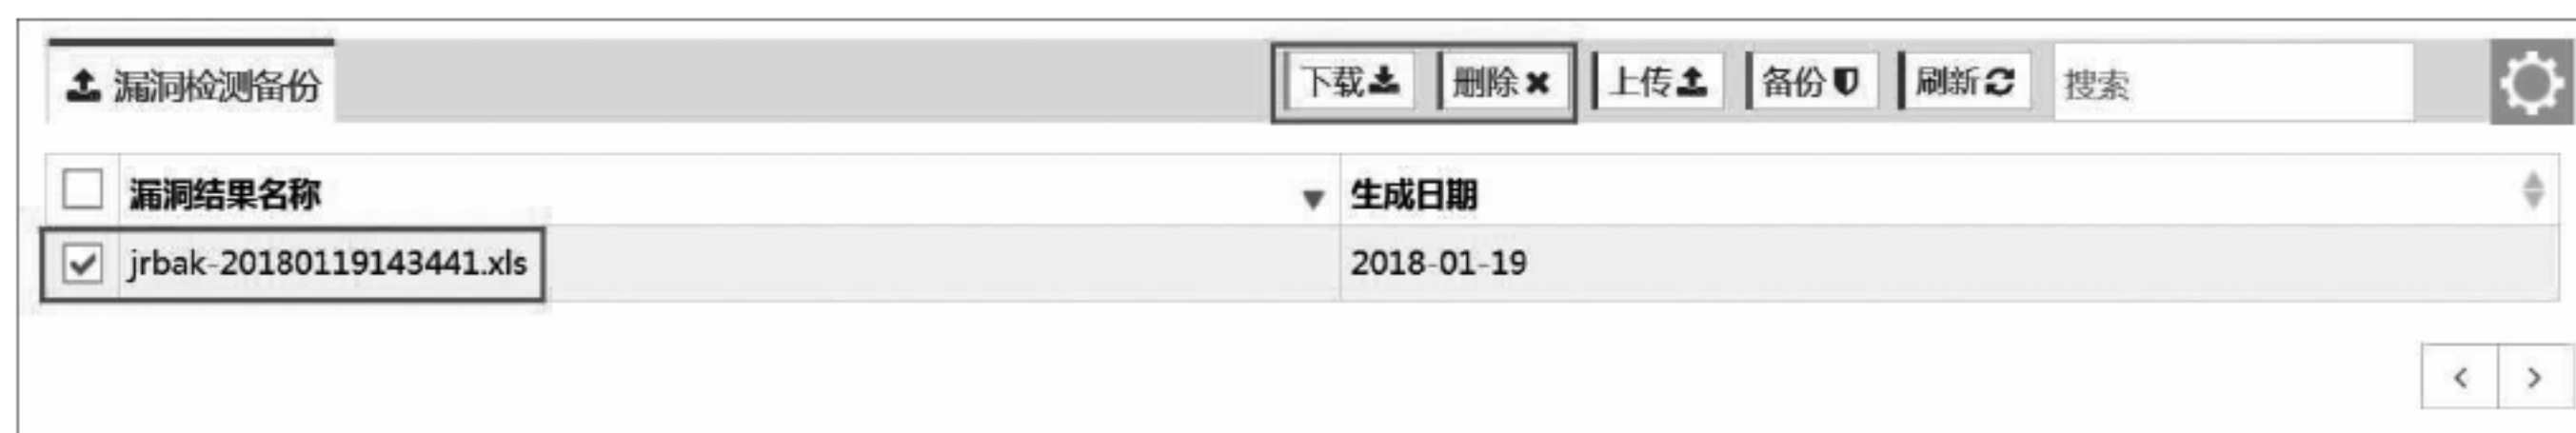 漏洞检测备份 下载 删除 上传 备份 刷新 搜索
漏洞结果名称 生成日期
jrbak-20180119143441.xls 2018-01-19